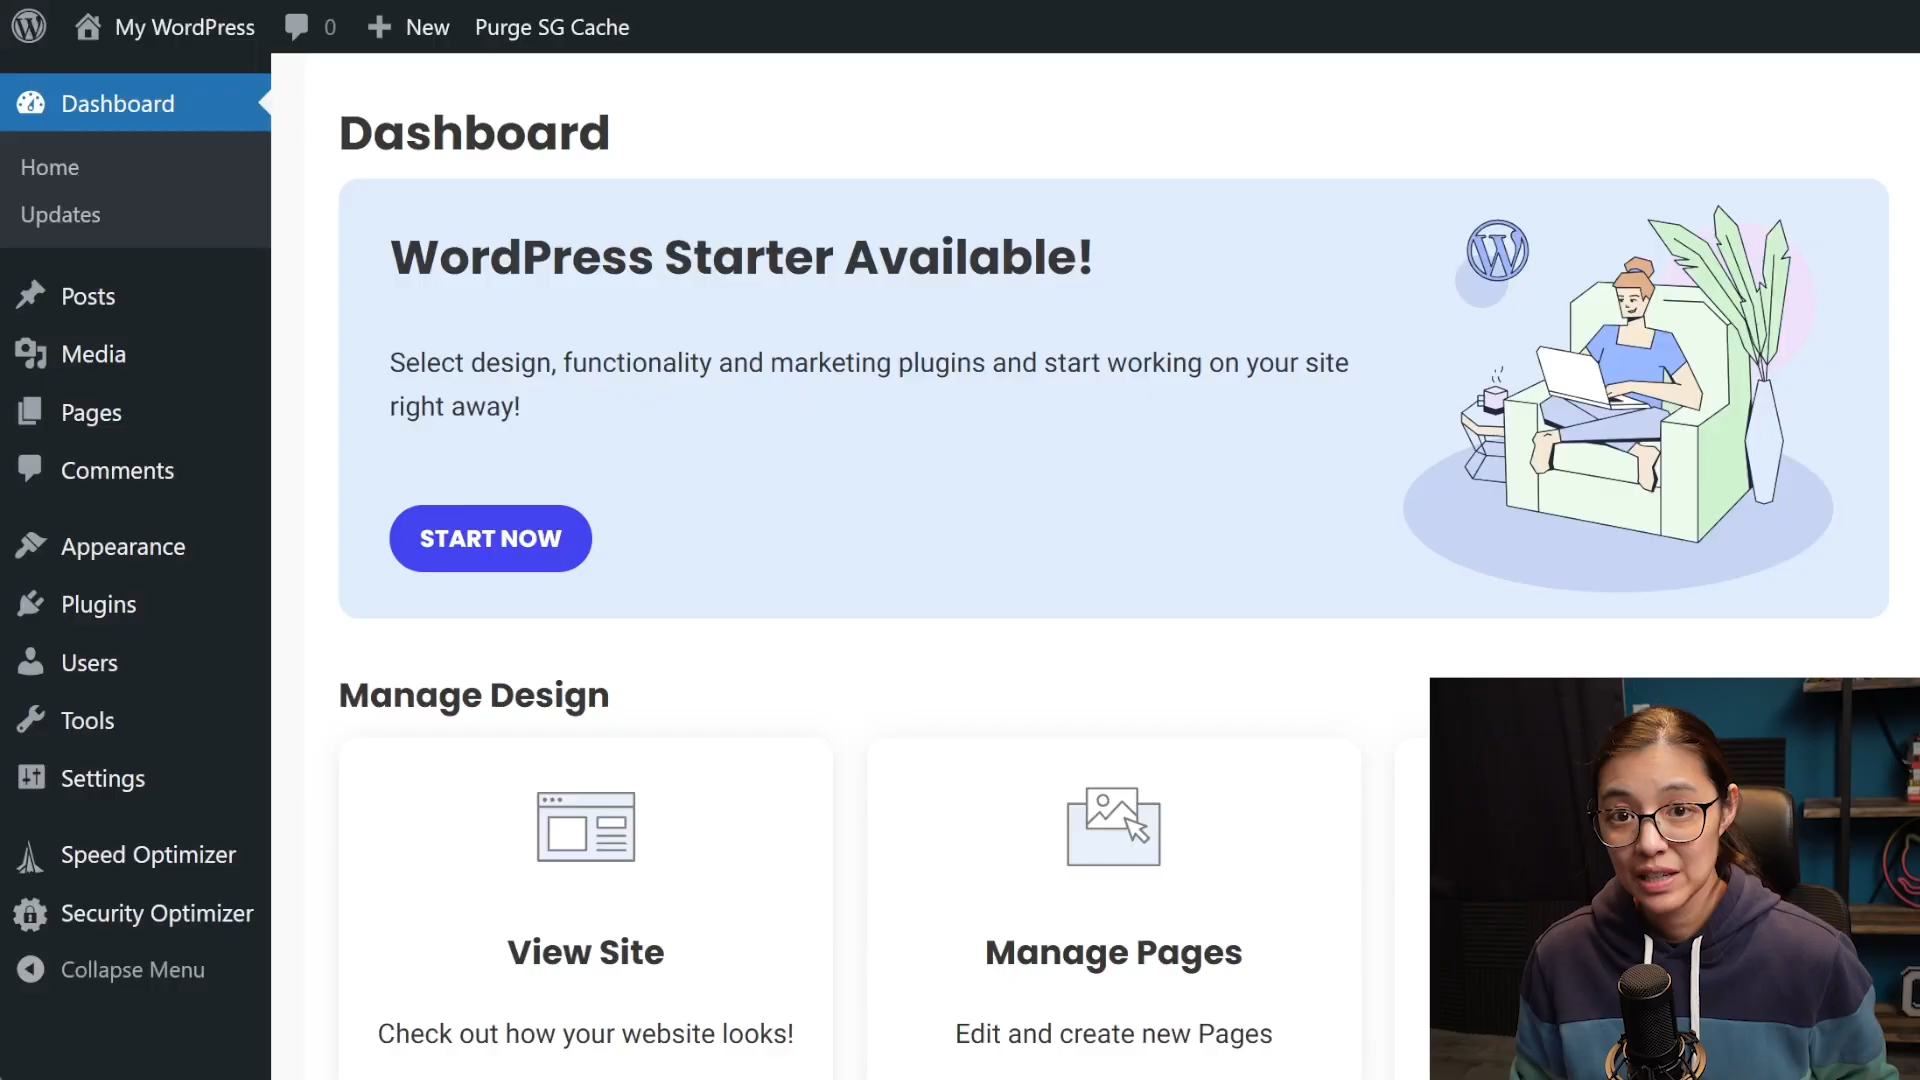 My WordPress
0
New
Purge SG Cache
Dashboard
Home
Updates
Posts
Media
Pages
Comments
Appearance
Plugins
Users
Tools
Settings
Speed Optimizer
Security Optimizer
Collapse Menu
Dashboard
WordPress Starter Available!
Select design, functionality and marketing plugins and start working on your site
right away!
START NOW
Manage Design
View Site
Check out how your website looks!
Manage Pages
Edit and create new Pages